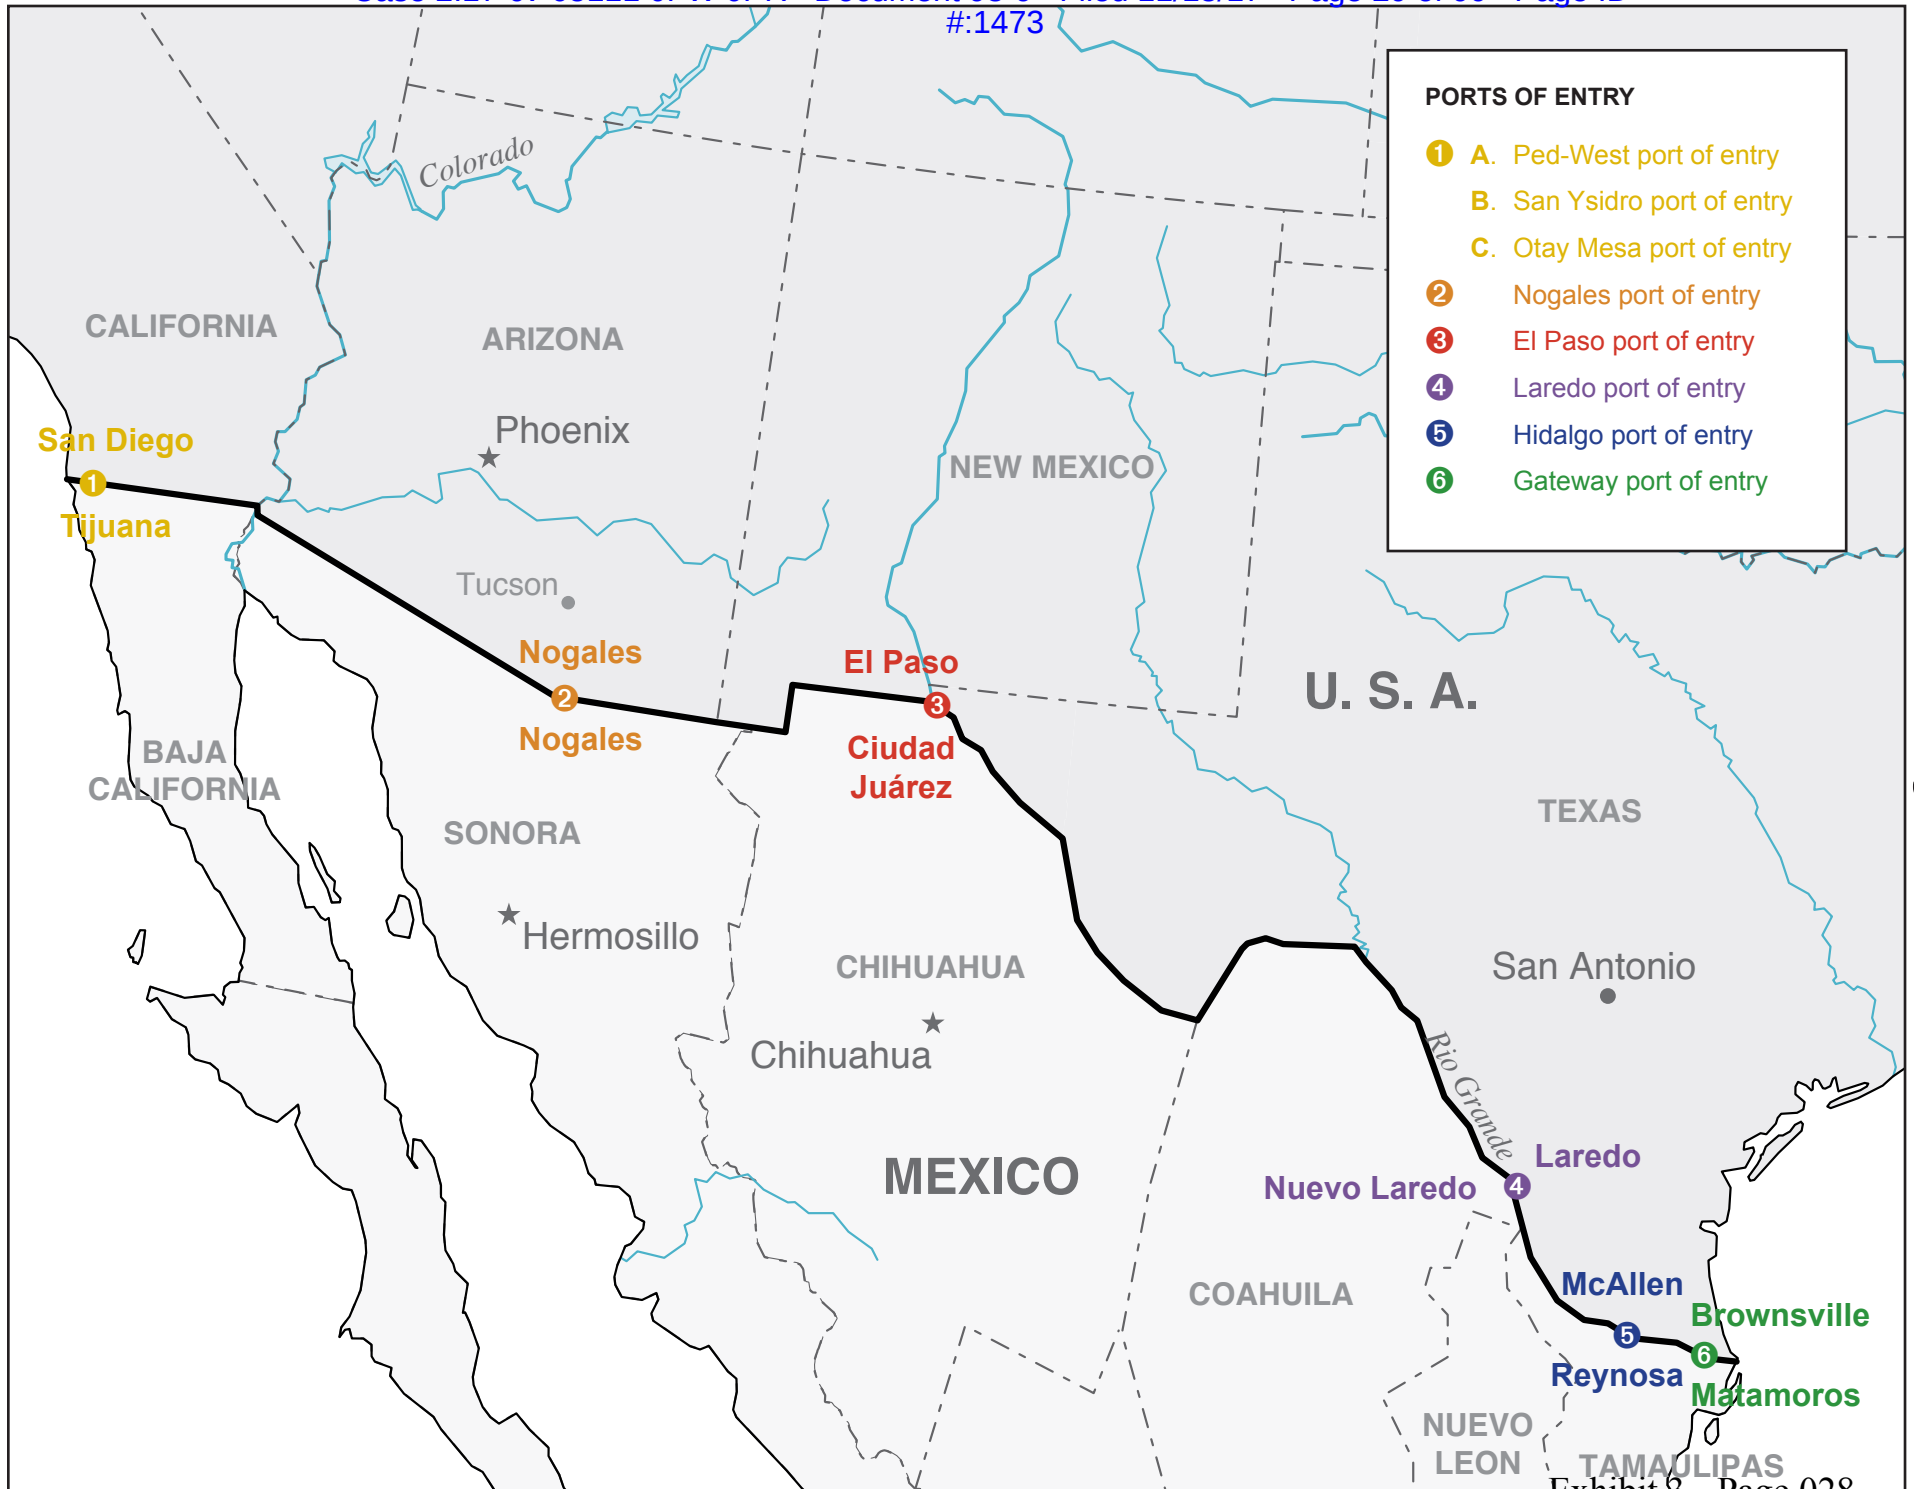 #:1473
PORTS OF ENTRY
1 A. Ped-West port of entry
B. San Ysidro port of entry
C. Otay Mesa port of entry
2 Nogales port of entry
3 El Paso port of entry
4 Laredo port of entry
5 Hidalgo port of entry
6 Gateway port of entry
Colorado
CALIFORNIA
ARIZONA
Phoenix
NEW MEXICO
San Diego
1
Tijuana
Tucson
Nogales
2
Nogales
El Paso
3
Ciudad
Juárez
U. S. A.
BAJA
CALIFORNIA
SONORA
TEXAS
Hermosillo
CHIHUAHUA
San Antonio
Chihuahua
Rio Grande
MEXICO
Laredo
Nuevo Laredo
4
COAHUILA
McAllen
Brownsville
5
6
Reynosa
Matamoros
NUEVO
LEON
TAMAULIPAS
Exhibit 2 Page 028